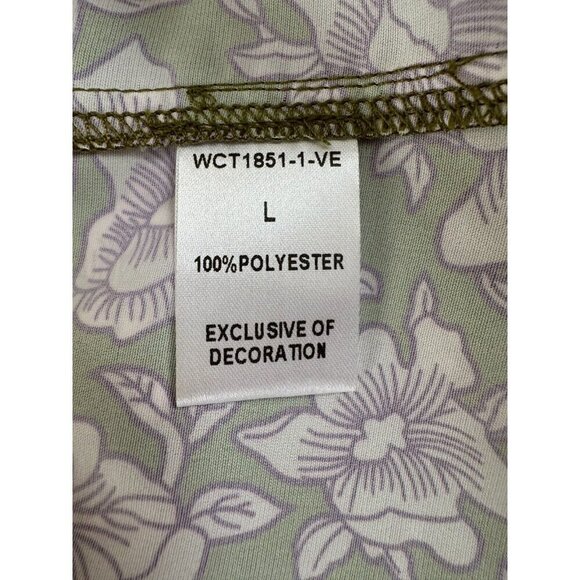 WCT1851-1-VE
L
100%POLYESTER
EXCLUSIVE OF
DECORATION